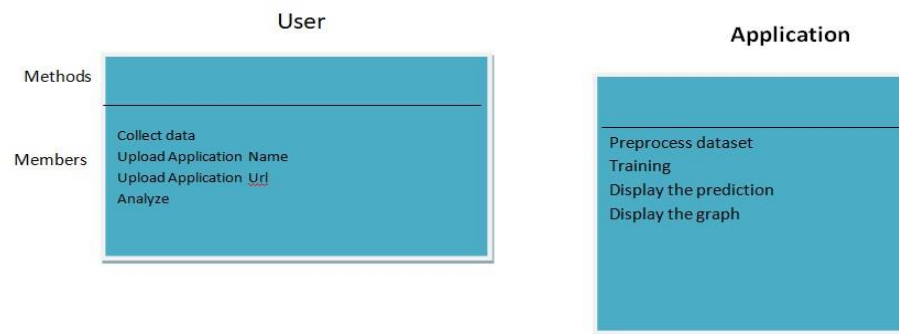 User
Methods
Members
Collect data
Upload Application Name
Upload Application Url
Analyze
Application
Preprocess dataset
Training
Display the prediction
Display the graph